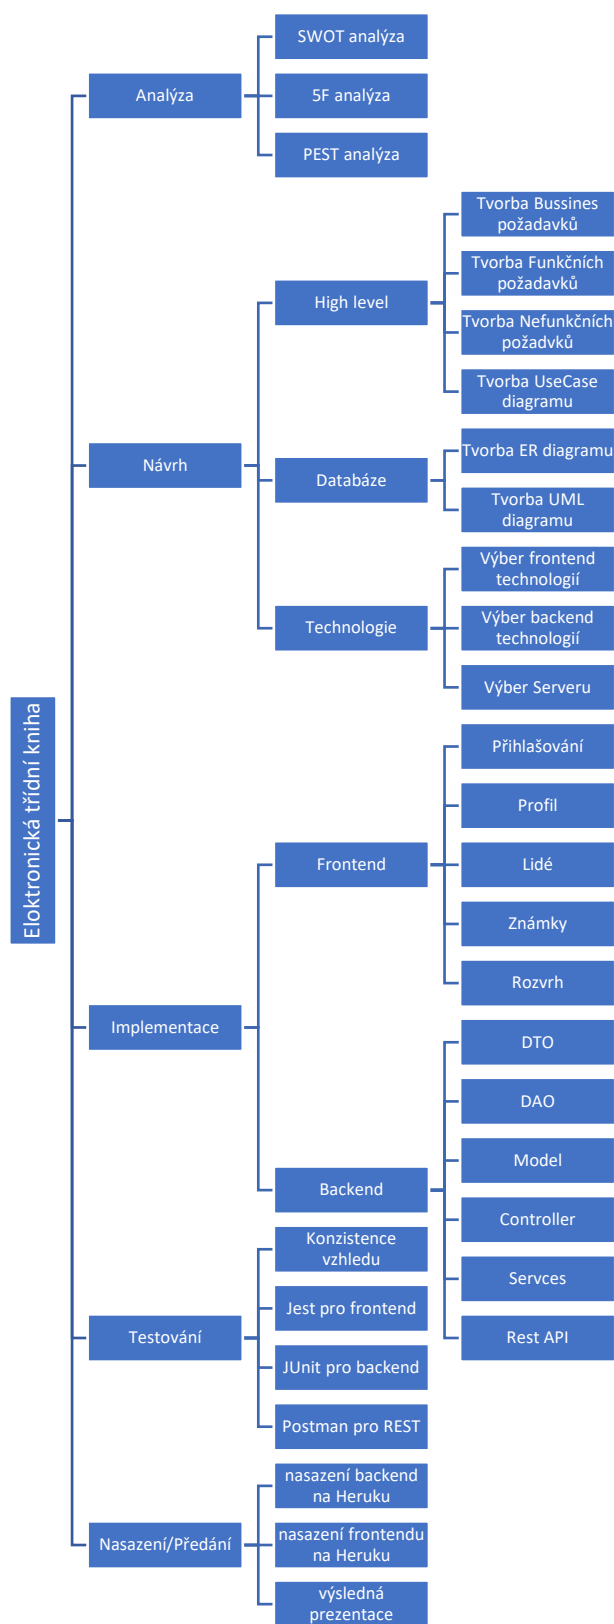 Eloktronická třídní kniha
Analýza
SWOT analýza
5F analýza
PEST analýza
Návrh
High level
Tvorba Bussines
požadavků
Tvorba Funkčních
požadavků
Tvorba Nefunkčních
požadvků
Tvorba UseCase
diagramu
Databáze
Tvorba ER diagramu
Tvorba UML
diagramu
Technologie
Výber frontend
technologií
Výber backend
technologií
Výber Serveru
Implementace
Frontend
Přihlašování
Profil
Lidé
Známky
Rozvrh
Backend
DTO
DAO
Model
Controller
Servces
Rest API
Testování
Konzistence
vzhledu
Jest pro frontend
JUnit pro backend
Postman pro REST
Nasazení/Předání
nasazení backend
na Heruku
nasazení frontendu
na Heruku
výsledná
prezentace